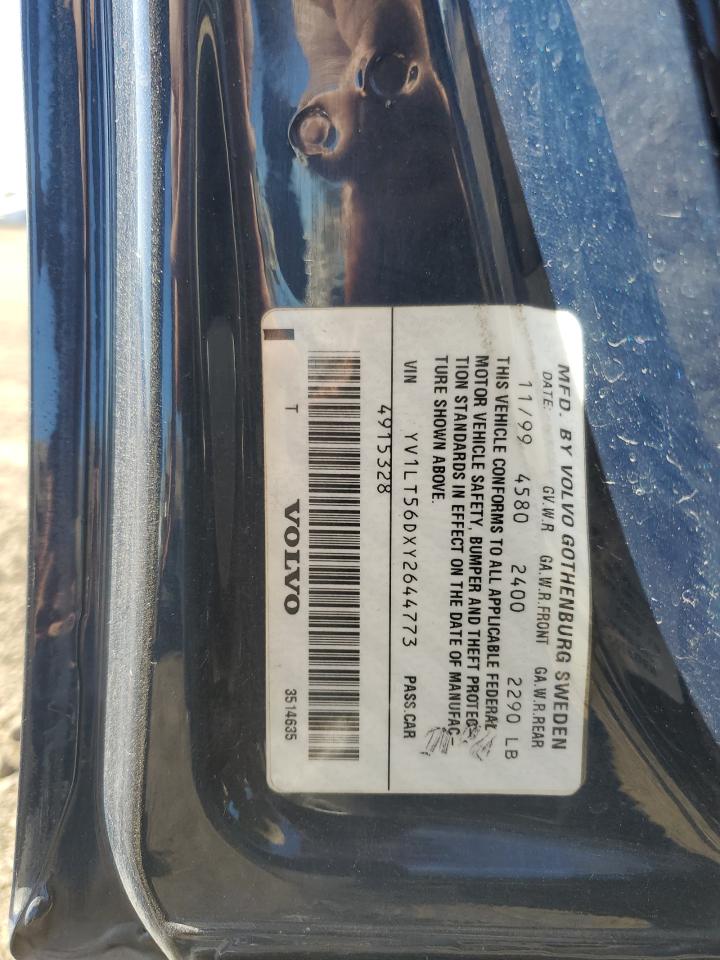 MFD. BY VOLVO GOTHENBURG SWEDEN
DATE: GV.W.R GA.W.R.FRONT GA.W.R.REAR
11/99 4580 2400 2290 LB
THIS VEHICLE CONFORMS TO ALL APPLICABLE FEDERAL
MOTOR VEHICLE SAFETY, BUMPER AND THEFT PROTEC
TION STANDARDS IN EFFECT ON THE DATE OF MANUFAC
TURE SHOWN ABOVE.
VIN YV1LT56DXY2644773 PASS.CAR
4915328
T VOLVO 3514635